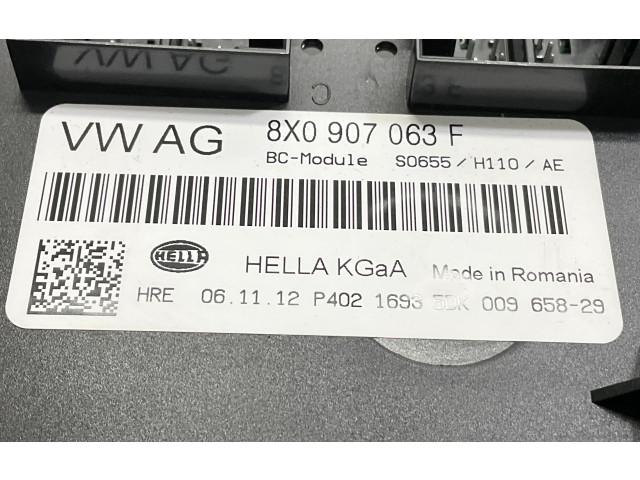 VW AG 8X0 907 063 F
BC-Module S0655 / H110 / AE
HELLA HELLA KGaA Made in Romania
HRE 06.11.12 P402 1693 5DK 009 658-29